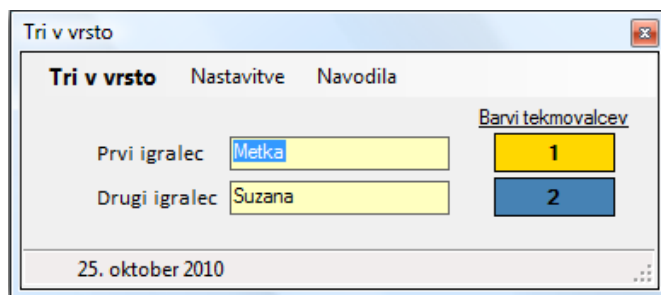 Tri v vrsto
Tri v vrsto Nastavitve Navodila
Barvi tekmovalcev
Prvi igralec Metka 1
Drugi igralec Suzana 2
25. oktober 2010